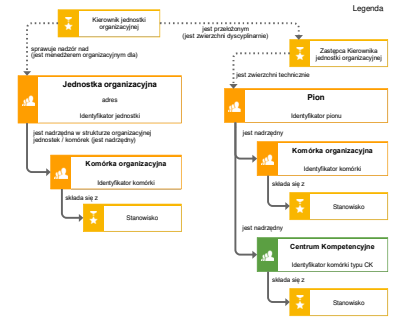 Legenda
Kierownik jednostki
organizacyjnej
jest przełożonym
(jest zwierzchni dyscyplinarnie)
sprawuje nadzór nad
(jest menedżerem organizacyjnym dla)
Zastępca Kierownika
jednostki organizacyjnej
jest zwierzchni technicznie
Jednostka organizacyjna
adres
Identyfikator jednostki
jest nadrzędna w strukturze organizacyjnej
jednostek / komórek (jest nadrzędny)
Komórka organizacyjna
Identyfikator komórki
składa się z
Stanowisko
Pion
Identyfikator pionu
jest nadrzędny
Komórka organizacyjna
Identyfikator komórki
składa się z
Stanowisko
jest nadrzędny
Centrum Kompetencyjne
Identyfikator komórki typu CK
składa się z
Stanowisko